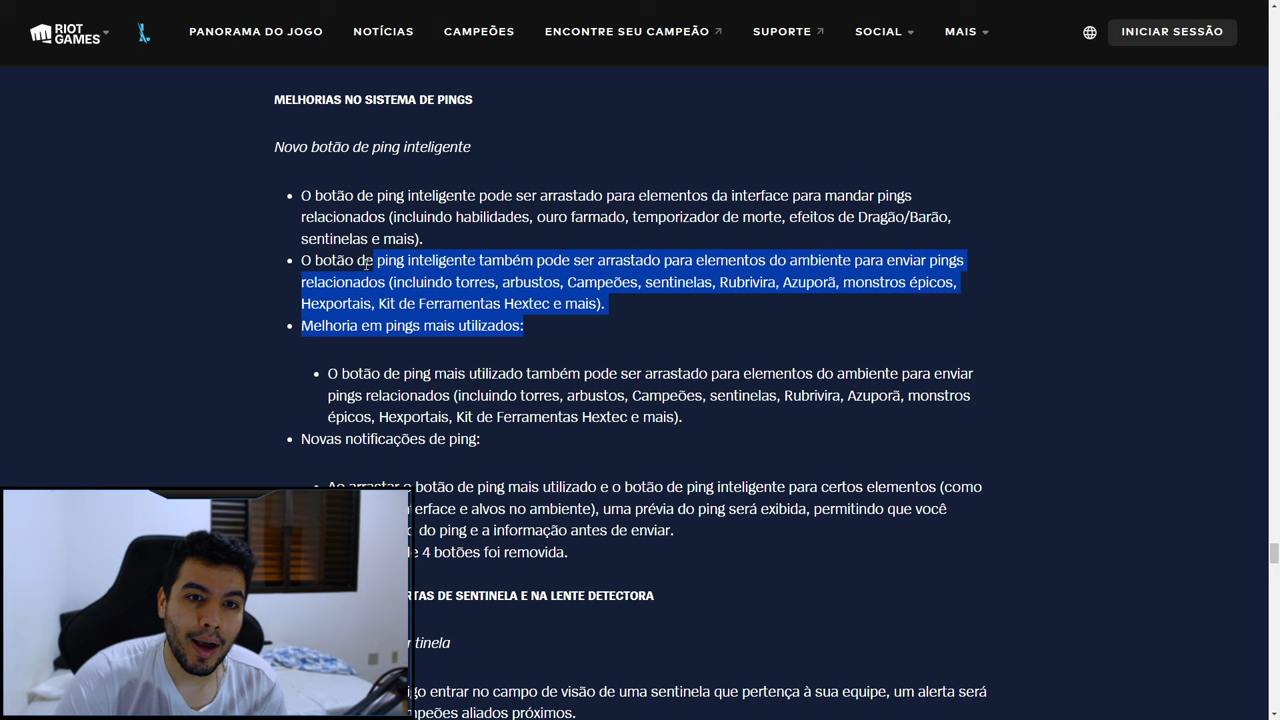 RIOT GAMES
PANORAMA DO JOGO NOTÍCIAS CAMPEÕES ENCONTRE SEU CAMPEÃO SUPORTE SOCIAL MAIS INICIAR SESSÃO
MELHORIAS NO SISTEMA DE PINGS
Novo botão de ping inteligente
O botão de ping inteligente pode ser arrastado para elementos da interface para mandar pings
relacionados (incluindo habilidades, ouro farmado, temporizador de morte, efeitos de Dragão/Barão,
sentinelas e mais).
O botão de ping inteligente também pode ser arrastado para elementos do ambiente para enviar pings
relacionados (incluindo torres, arbustos, Campeões, sentinelas, Rubrivira, Azuporã, monstros épicos,
Hexportais, Kit de Ferramentas Hextec e mais).
Melhoria em pings mais utilizados:
O botão de ping mais utilizado também pode ser arrastado para elementos do ambiente para enviar
pings relacionados (incluindo torres, arbustos, Campeões, sentinelas, Rubrivira, Azuporã, monstros
épicos, Hexportais, Kit de Ferramentas Hextec e mais).
Novas notificações de ping:
Ao arrastar o botão de ping mais utilizado e o botão de ping inteligente para certos elementos (como
erface e alvos no ambiente), uma prévia do ping será exibida, permitindo que você
do ping e a informação antes de enviar.
e 4 botões foi removida.
RTAS DE SENTINELA E NA LENTE DETECTORA
ntinela
igo entrar no campo de visão de uma sentinela que pertença à sua equipe, um alerta será
mpeões aliados próximos.